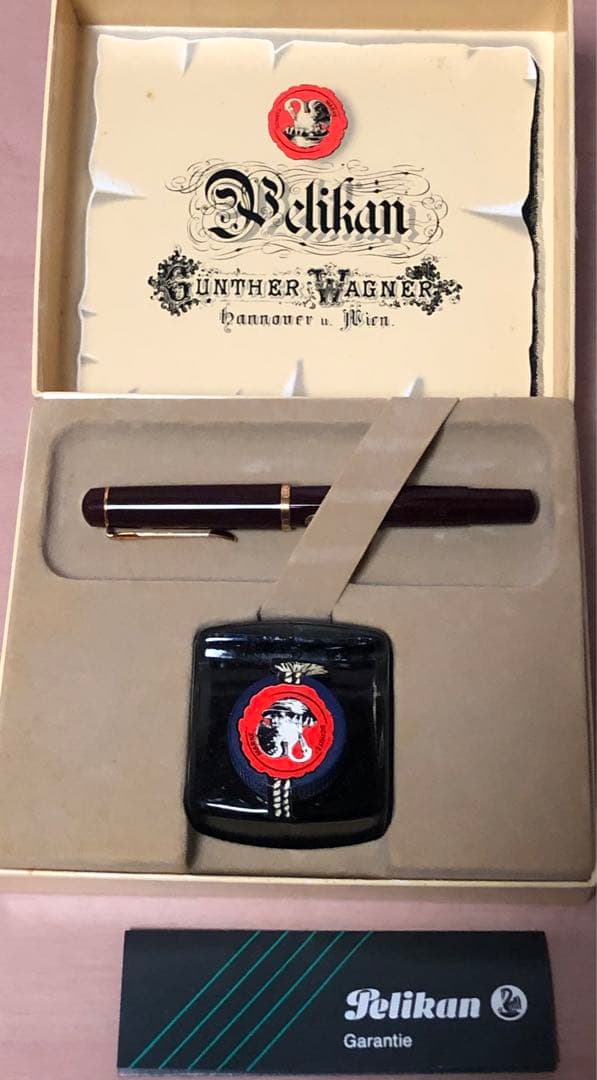 Pelikan
GÜNTHER WAGNER
Hannover u. Wien.
Pelikan
Garantie